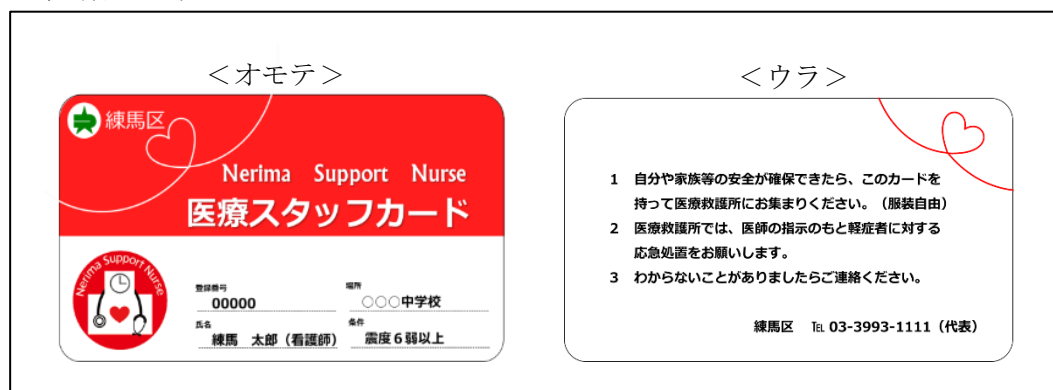 ＜オモテ＞
練馬区
Nerima Support Nurse
医療スタッフカード
Nerima Support Nurse
登録番号
00000
場所
○○○中学校
氏名
練馬 太郎（看護師）
条件
震度６弱以上
＜ウラ＞
1 自分や家族等の安全が確保できたら、このカードを
持って医療救護所にお集まりください。（服装自由）
2 医療救護所では、医師の指示のもと軽症者に対する
応急処置をお願いします。
3 わからないことがありましたらご連絡ください。
練馬区 ℡ 03-3993-1111（代表）